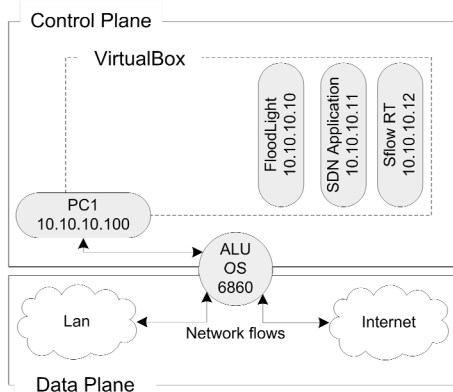 Control Plane
VirtualBox
FloodLight
10.10.10.10
SDN Application
10.10.10.11
Sflow RT
10.10.10.12
PC1
10.10.10.100
ALU
OS
6860
Lan
Network flows
Internet
Data Plane